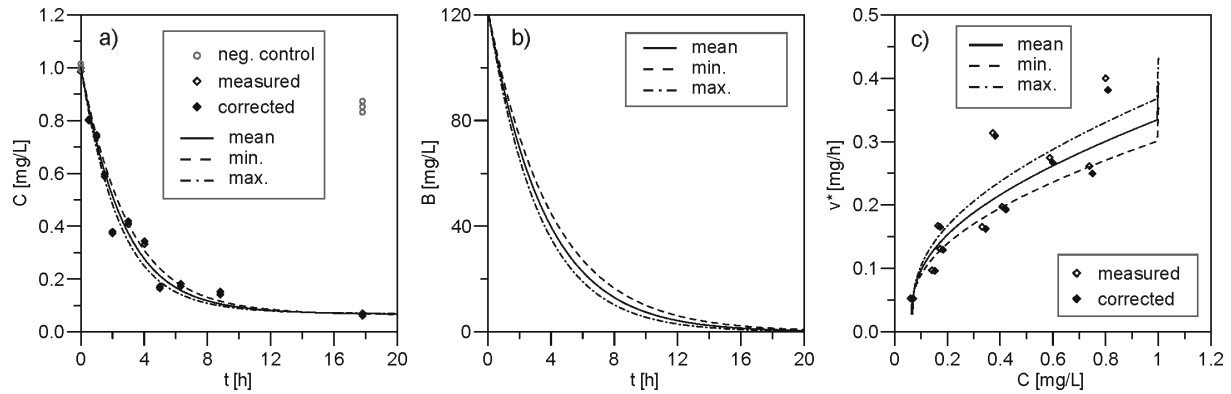 a)
neg. control
measured
corrected
mean
min.
max.
C [mg/L]
1.2
1.0
0.8
0.6
0.4
0.2
0.0
0 4 8 12 16 20
t [h]
b)
mean
min.
max.
B [mg/L]
120
80
40
0
0 4 8 12 16 20
t [h]
c)
mean
min.
max.
measured
corrected
v* [mg/h]
0.5
0.4
0.3
0.2
0.1
0.0
0 0.2 0.4 0.6 0.8 1 1.2
C [mg/L]